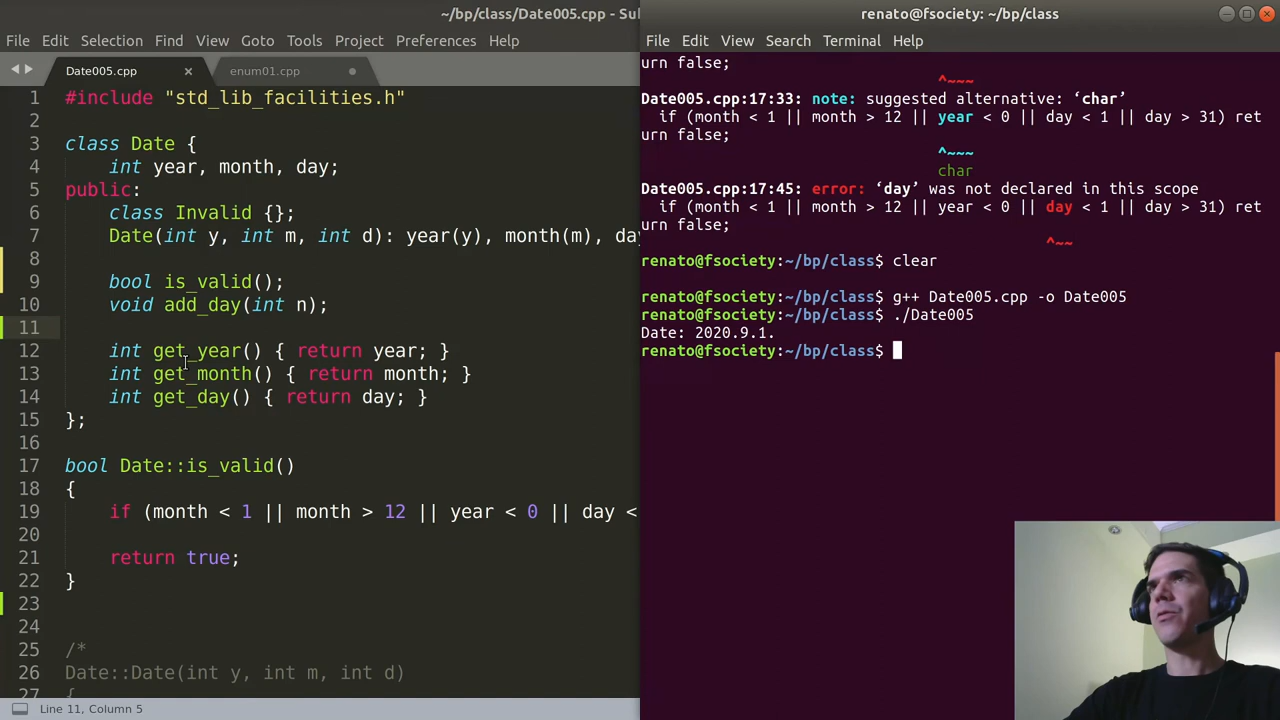 ~/bp/class/Date005.cpp - Su
File Edit Selection Find View Goto Tools Project Preferences Help
Date005.cpp
enum01.cpp
1 #include "std_lib_facilities.h"
2
3 class Date {
4 int year, month, day;
5 public:
6 class Invalid {};
7 Date(int y, int m, int d): year(y), month(m), da
8
9 bool is_valid();
10 void add_day(int n);
11
12 int get_year() { return year; }
13 int get_month() { return month; }
14 int get_day() { return day; }
15 };
16
17 bool Date::is_valid()
18 {
19 if (month < 1 || month > 12 || year < 0 || day <
20
21 return true;
22 }
23
24
25 /*
26 Date::Date(int y, int m, int d)
27 {
Line 11, Column 5
renato@fsociety: ~/bp/class
File Edit View Search Terminal Help
urn false;
^~~~
Date005.cpp:17:33: note: suggested alternative: ‘char’
if (month < 1 || month > 12 || year < 0 || day < 1 || day > 31) ret
urn false;
^~~~
char
Date005.cpp:17:45: error: ‘day’ was not declared in this scope
if (month < 1 || month > 12 || year < 0 || day < 1 || day > 31) ret
urn false;
^~~
renato@fsociety:~/bp/class$ clear
renato@fsociety:~/bp/class$ g++ Date005.cpp -o Date005
renato@fsociety:~/bp/class$ ./Date005
Date: 2020.9.1.
renato@fsociety:~/bp/class$